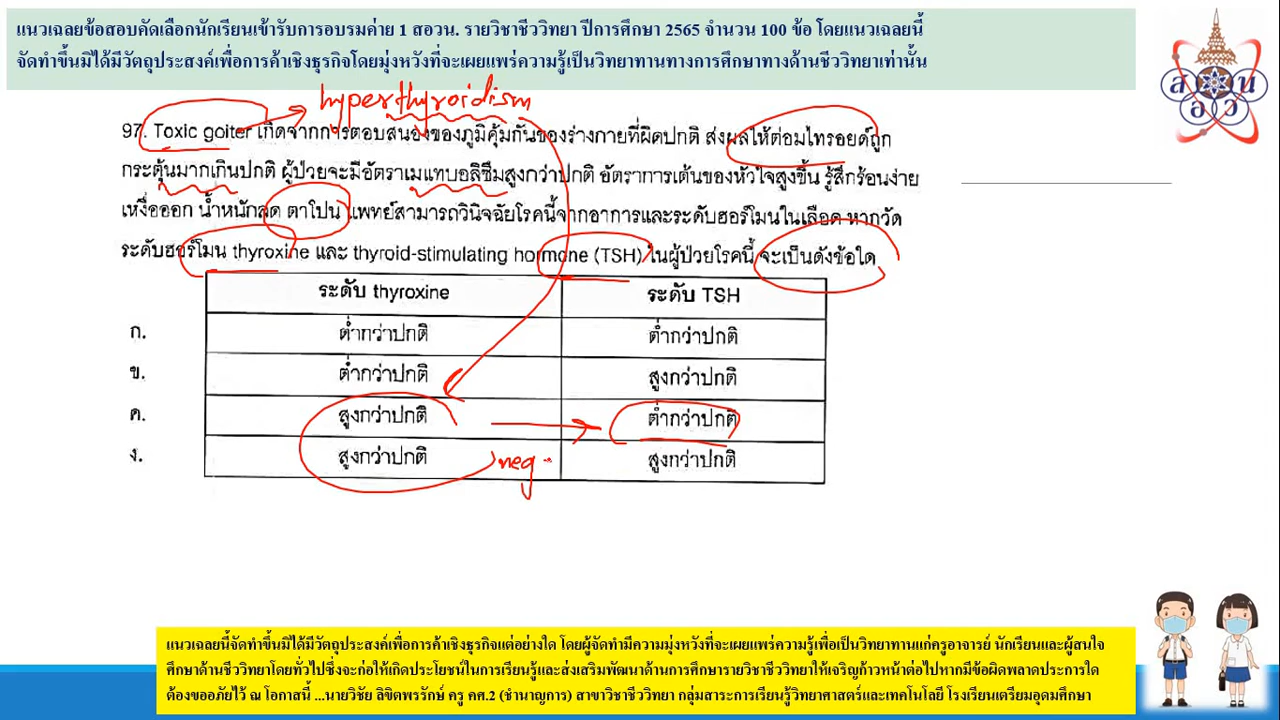 แนวเฉลยข้อสอบคัดเลือกนักเรียนเข้ารับการอบรมค่าย 1 สอวน. รายวิชาชีววิทยา ปีการศึกษา 2565 จำนวน 100 ข้อ โดยแนวเฉลยนี้
จัดทำขึ้นมิได้มีวัตถุประสงค์เพื่อการค้าเชิงธุรกิจโดยมุ่งหวังที่จะเผยแพร่ความรู้เป็นวิทยาทานทางการศึกษาทางด้านชีววิทยาเท่านั้น
สอวน
hyperthyroidism
97. Toxic goiter เกิดจากการตอบสนองของภูมิคุ้มกันของร่างกายที่ผิดปกติ ส่งผลให้ต่อมไทรอยด์ถูก
กระตุ้นมากเกินปกติ ผู้ป่วยจะมีอัตราเมแทบอลิซึมสูงกว่าปกติ อัตราการเต้นของหัวใจสูงขึ้น รู้สึกร้อนง่าย
เหงื่อออก น้ำหนักลด ตาโปน แพทย์สามารถวินิจฉัยโรคนี้จากอาการและระดับฮอร์โมนในเลือด หากวัด
ระดับฮอร์โมน thyroxine และ thyroid-stimulating hormone (TSH) ในผู้ป่วยโรคนี้ จะเป็นดังข้อใด
ระดับ thyroxine ระดับ TSH
ก. ต่ำกว่าปกติ ต่ำกว่าปกติ
ข. ต่ำกว่าปกติ สูงกว่าปกติ
ค. สูงกว่าปกติ ต่ำกว่าปกติ
ง. สูงกว่าปกติ neg. สูงกว่าปกติ
แนวเฉลยนี้จัดทำขึ้นมิได้มีวัตถุประสงค์เพื่อการค้าเชิงธุรกิจแต่อย่างใด โดยผู้จัดทำมีความมุ่งหวังที่จะเผยแพร่ความรู้เพื่อเป็นวิทยาทานแก่ครูอาจารย์ นักเรียนและผู้สนใจ
ศึกษาด้านชีววิทยาโดยทั่วไปซึ่งจะก่อให้เกิดประโยชน์ในการเรียนรู้และส่งเสริมพัฒนาด้านการศึกษารายวิชาชีววิทยาให้เจริญก้าวหน้าต่อไปหากมีข้อผิดพลาดประการใด
ต้องขออภัยไว้ ณ โอกาสนี้ ...นายวิชัย ลิขิตพรรักษ์ ครู คศ.2 (ชำนาญการ) สาขาวิชาชีววิทยา กลุ่มสาระการเรียนรู้วิทยาศาสตร์และเทคโนโลยี โรงเรียนเตรียมอุดมศึกษา